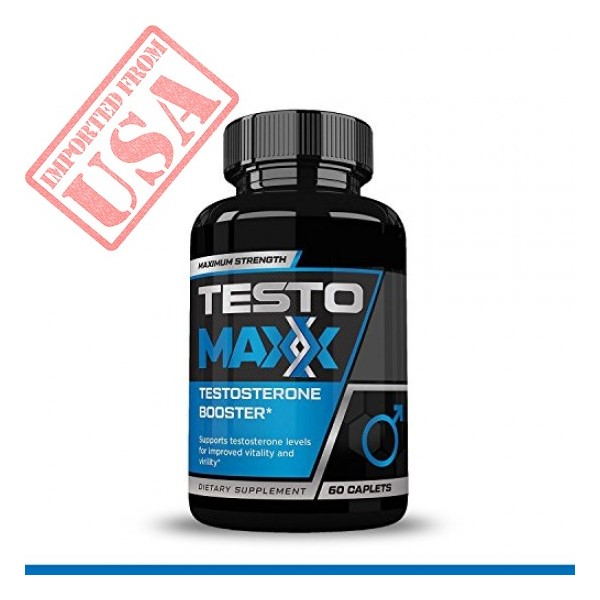 IMPORTED FROM
USA
MAXIMUM STRENGTH
TESTO
MAXX
TESTOSTERONE
BOOSTER*
Supports testosterone levels
for improved vitality and
virility*
DIETARY SUPPLEMENT
60 CAPLETS